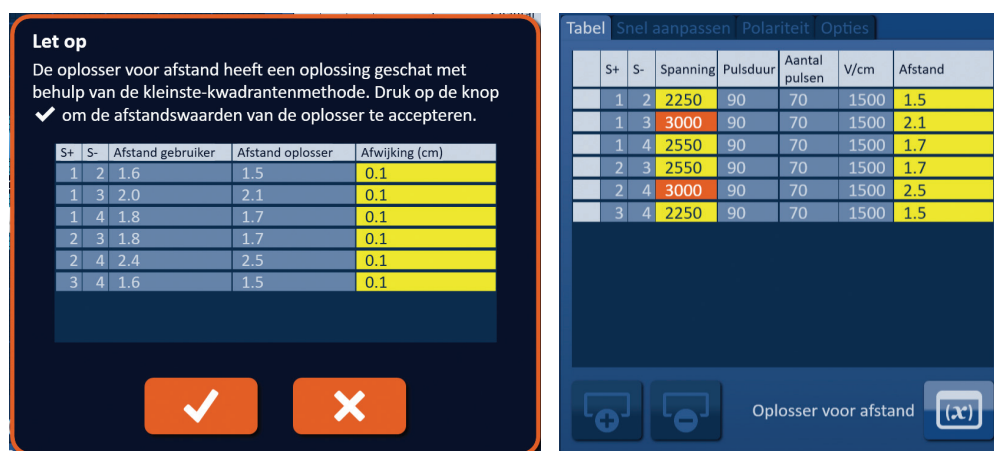 Let op
De oplosser voor afstand heeft een oplossing geschat met
behulp van de kleinste-kwadrantenmethode. Druk op de knop
om de afstandswaarden van de oplosser te accepteren.
S+ S- Afstand gebruiker Afstand oplosser Afwijking (cm)
1 2 1.6 1.5 0.1
1 3 2.0 2.1 0.1
1 4 1.8 1.7 0.1
2 3 1.8 1.7 0.1
2 4 2.4 2.5 0.1
3 4 1.6 1.5 0.1
Tabel Snel aanpassen Polariteit Opties
S+ S- Spanning Pulsduur Aantal pulsen V/cm Afstand
1 2 2250 90 70 1500 1.5
1 3 3000 90 70 1500 2.1
1 4 2550 90 70 1500 1.7
2 3 2550 90 70 1500 1.7
2 4 3000 90 70 1500 2.5
3 4 2250 90 70 1500 1.5
Oplosser voor afstand (x)